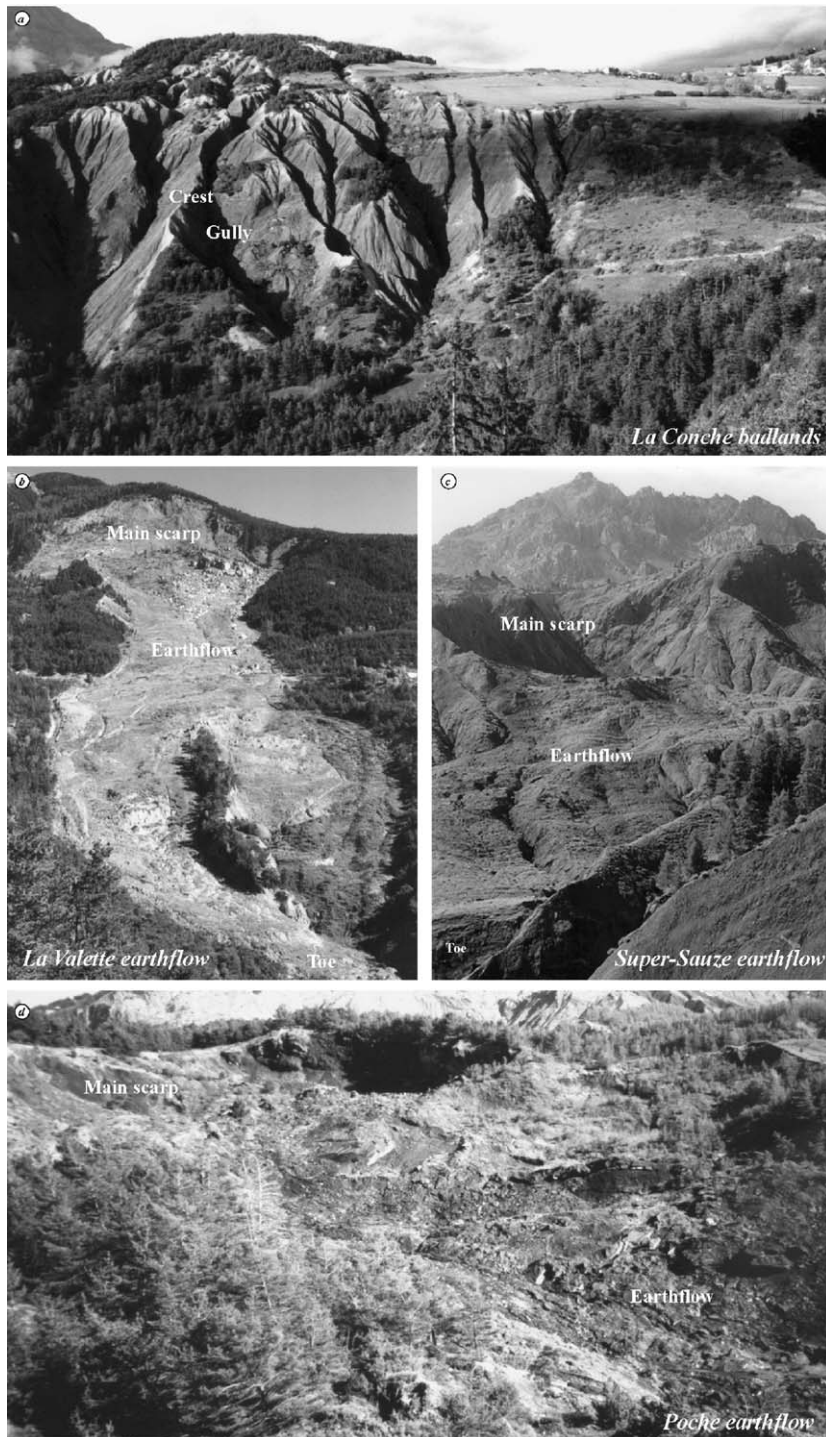 a
Crest
Gully
La Conche badlands
b
Main scarp
Earthflow
La Valette earthflow
Toe
c
Main scarp
Earthflow
Toe
Super-Sauze earthflow
d
Main scarp
Earthflow
Poche earthflow